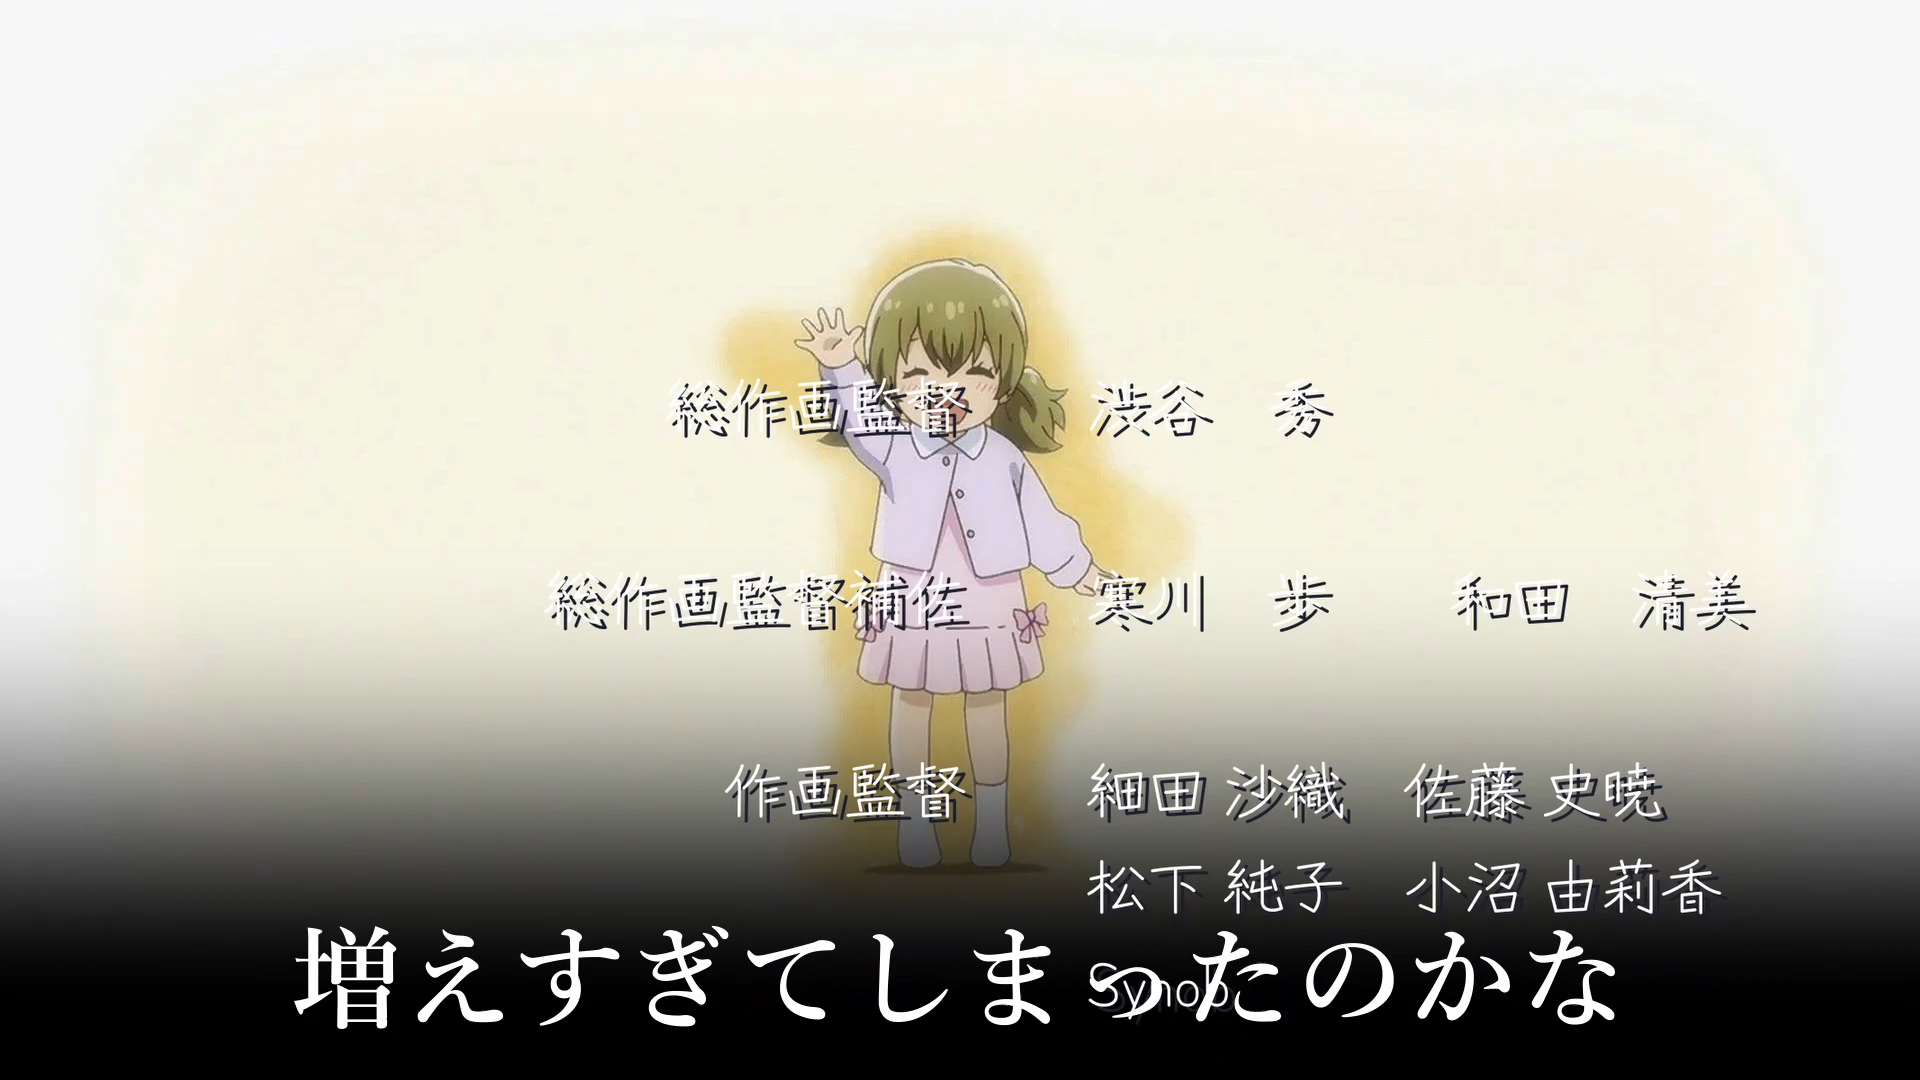 総作画監督　渋谷　秀
総作画監督補佐　寒川　歩　和田　清美
作画監督　細田 沙織　佐藤 史暁
松下 純子　小沼 由莉香
Synob
増えすぎてしまったのかな